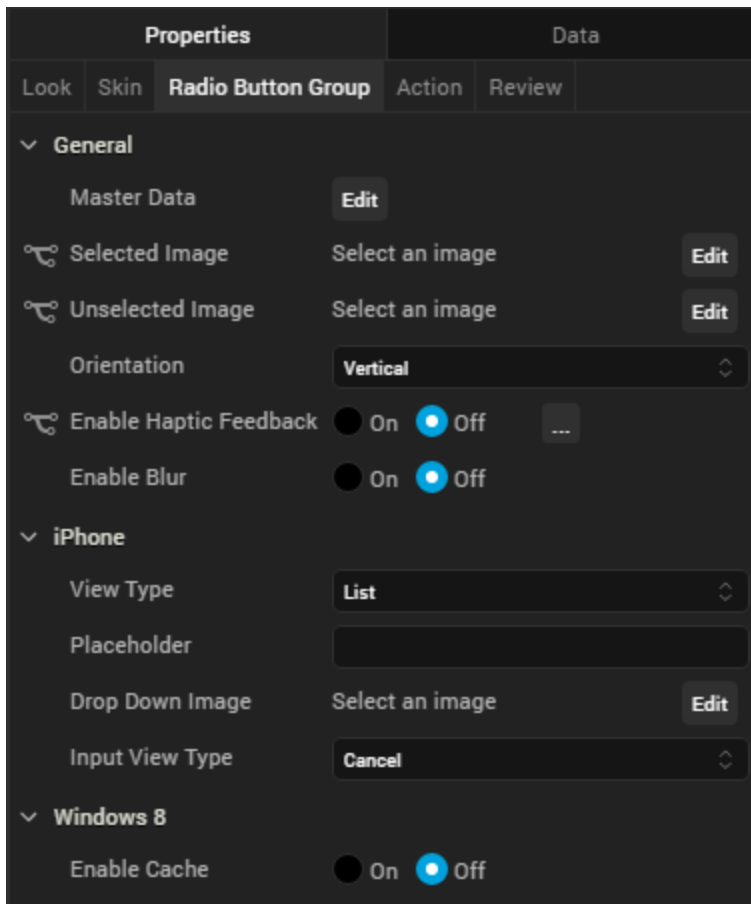 Properties Data
Look Skin Radio Button Group Action Review
General
Master Data Edit
Selected Image Select an image Edit
Unselected Image Select an image Edit
Orientation Vertical
Enable Haptic Feedback On Off ...
Enable Blur On Off
iPhone
View Type List
Placeholder
Drop Down Image Select an image Edit
Input View Type Cancel
Windows 8
Enable Cache On Off